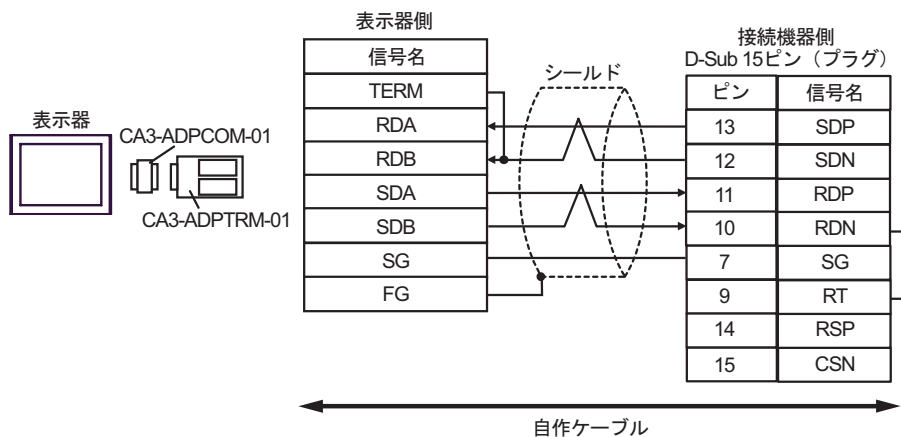 表示器
CA3-ADPCOM-01
CA3-ADPTRM-01
表示器側
信号名
TERM
RDA
RDB
SDA
SDB
SG
FG
シールド
接続機器側
D-Sub 15ピン（プラグ）
ピン 信号名
13 SDP
12 SDN
11 RDP
10 RDN
7 SG
9 RT
14 RSP
15 CSN
自作ケーブル